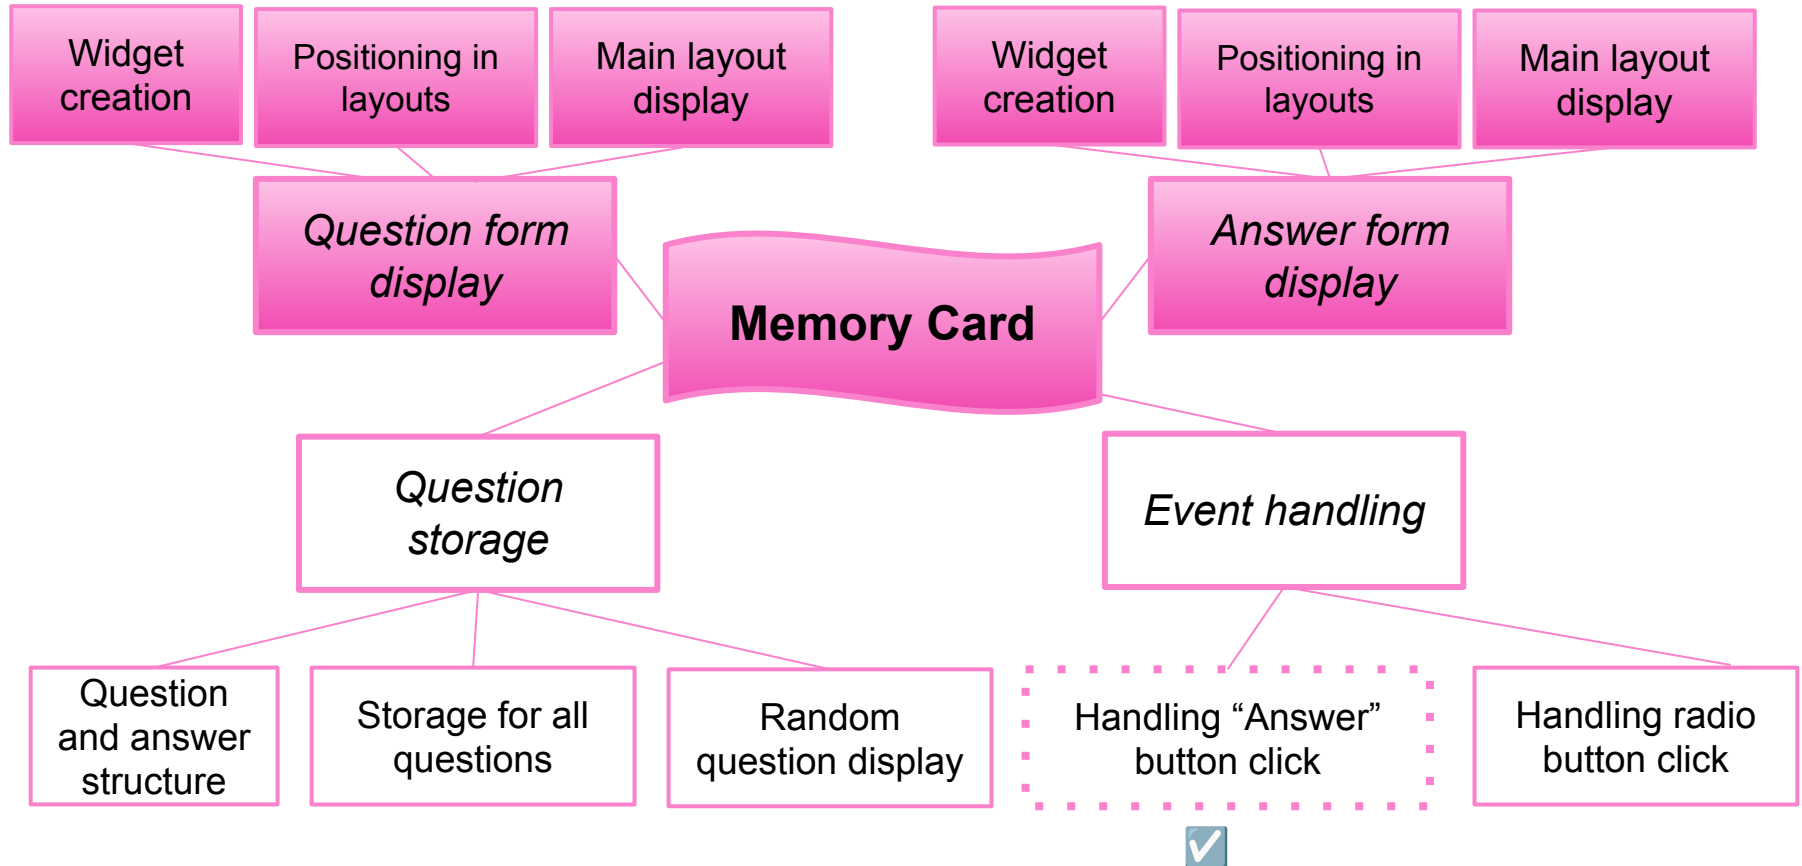 Widget
creation
Positioning in
layouts
Main layout
display
Widget
creation
Positioning in
layouts
Main layout
display
Question form
display
Answer form
display
Memory Card
Question
storage
Event handling
Question
and answer
structure
Storage for all
questions
Random
question display
Handling “Answer”
button click
Handling radio
button click